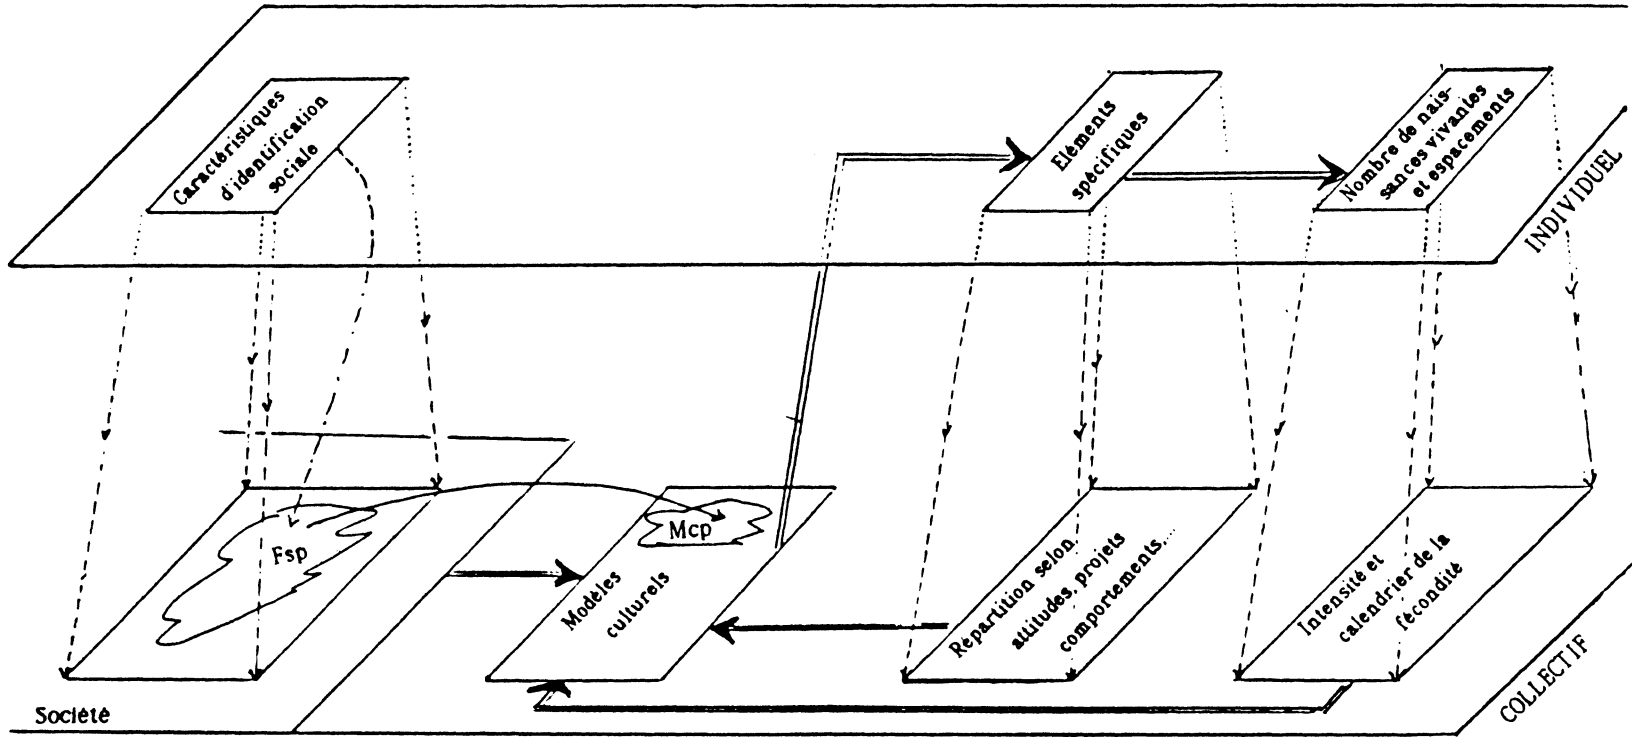 Caractéristiques
d'identification
sociale
Eléments
spécifiques
Nombre de nais-
sances vivantes
et espacements
INDIVIDUEL
Fsp
Mcp
Modèles
culturels
Répartition selon
attitudes, projets
comportements....
Intensité et
calendrier de la
fécondité
COLLECTIF
Société